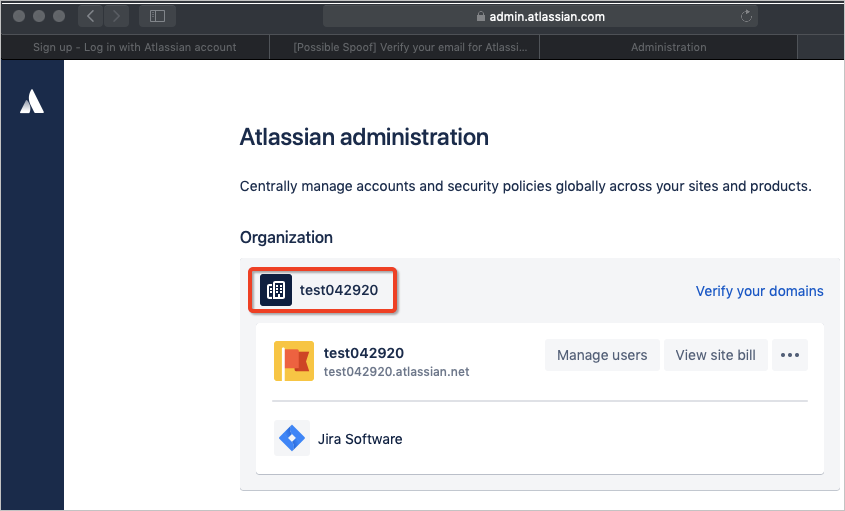 admin.atlassian.com
Sign up - Log in with Atlassian account
[Possible Spoof] Verify your email for Atlassi...
Administration
Atlassian administration
Centrally manage accounts and security policies globally across your sites and products.
Organization
test042920
Verify your domains
test042920
test042920.atlassian.net
Manage users
View site bill
Jira Software